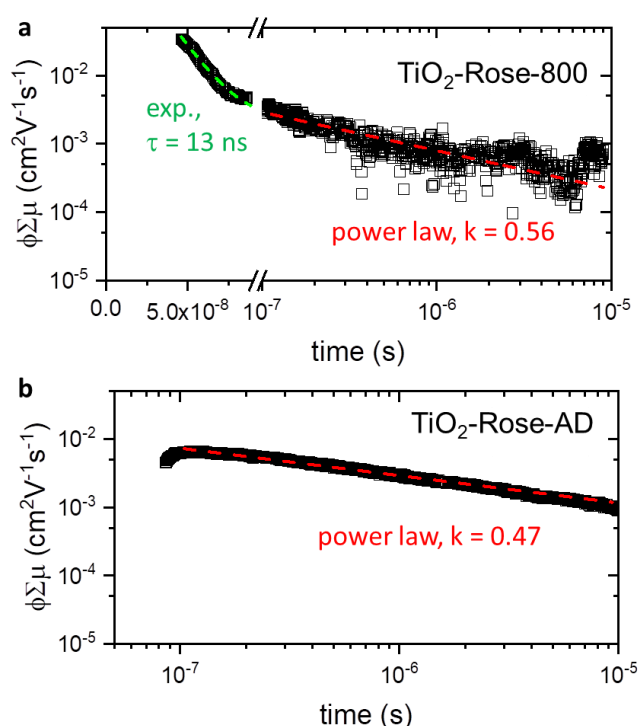 a
TiO₂-Rose-800
exp.,
τ = 13 ns
power law, k = 0.56
ϕΣμ (cm²V⁻¹s⁻¹)
10⁻²
10⁻³
10⁻⁴
10⁻⁵
0.0 5.0x10⁻⁸ 10⁻⁷ 10⁻⁶ 10⁻⁵
time (s)
b
TiO₂-Rose-AD
power law, k = 0.47
ϕΣμ (cm²V⁻¹s⁻¹)
10⁻²
10⁻³
10⁻⁴
10⁻⁵
10⁻⁷ 10⁻⁶ 10⁻⁵
time (s)